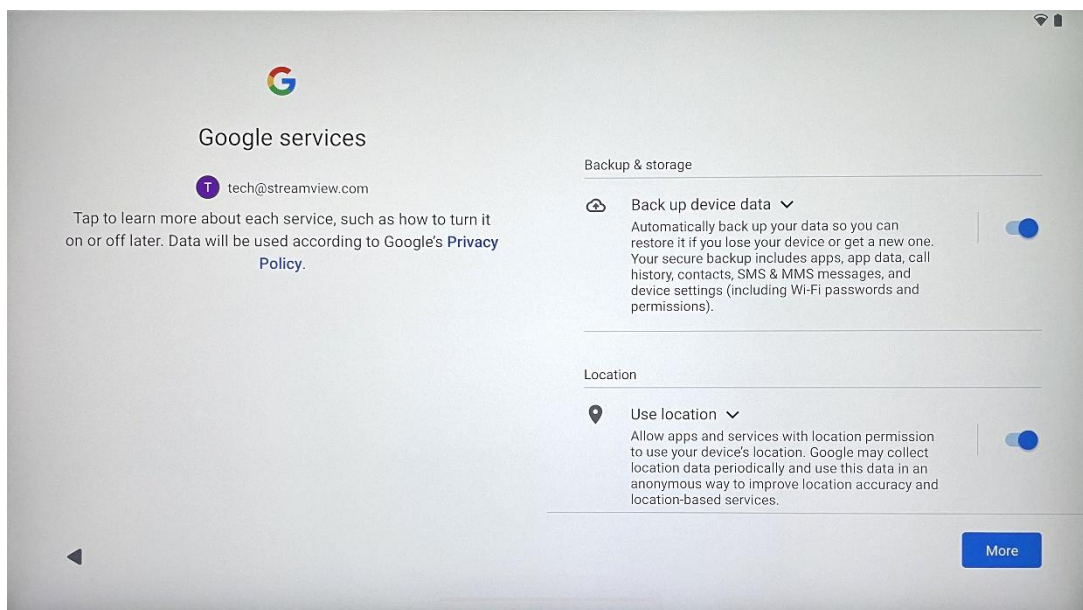 Google services
T
tech@streamview.com
Tap to learn more about each service, such as how to turn it
on or off later. Data will be used according to Google's Privacy
Policy.
Backup & storage
Back up device data
Automatically back up your data so you can
restore it if you lose your device or get a new one.
Your secure backup includes apps, app data, call
history, contacts, SMS & MMS messages, and
device settings (including Wi-Fi passwords and
permissions).
Location
Use location
Allow apps and services with location permission
to use your device's location. Google may collect
location data periodically and use this data in an
anonymous way to improve location accuracy and
location-based services.
More